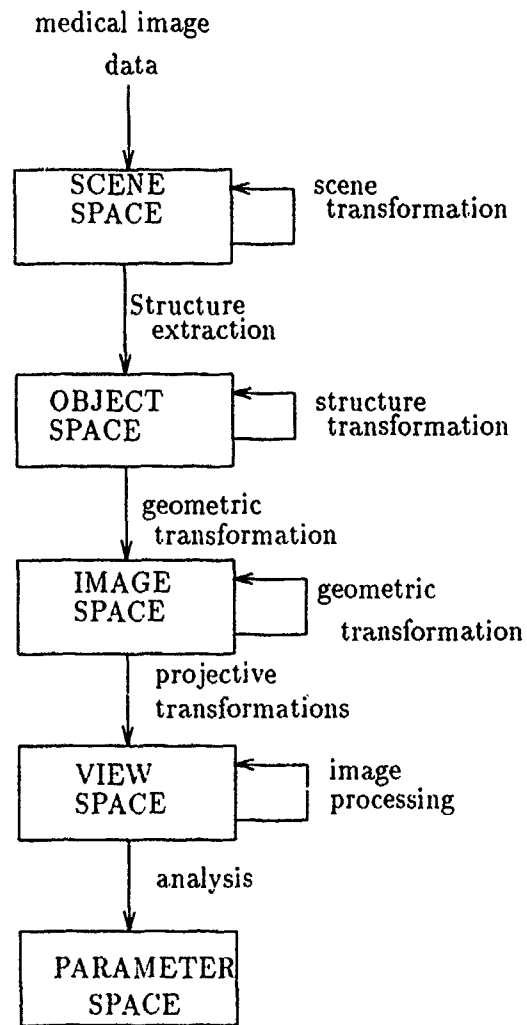 medical image
data
SCENE
SPACE
scene
transformation
Structure
extraction
OBJECT
SPACE
structure
transformation
geometric
transformation
IMAGE
SPACE
geometric
transformation
projective
transformations
VIEW
SPACE
image
processing
analysis
PARAMETER
SPACE